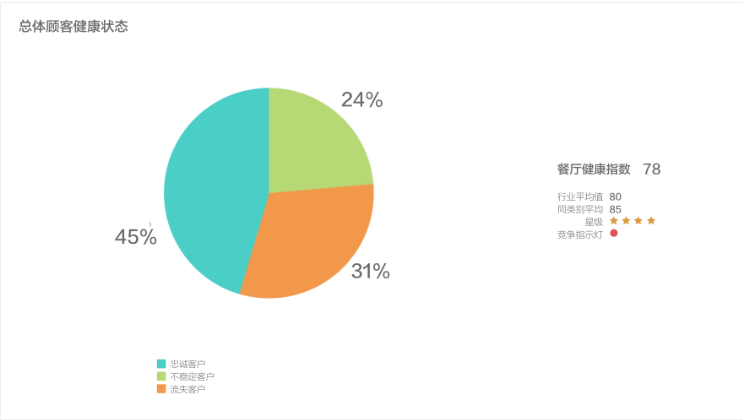 总体顾客健康状态
24%
45%
31%
餐厅健康指数 78
行业平均值 80
同类别平均 85
星级
竞争指示灯
忠诚客户
不稳定客户
流失客户